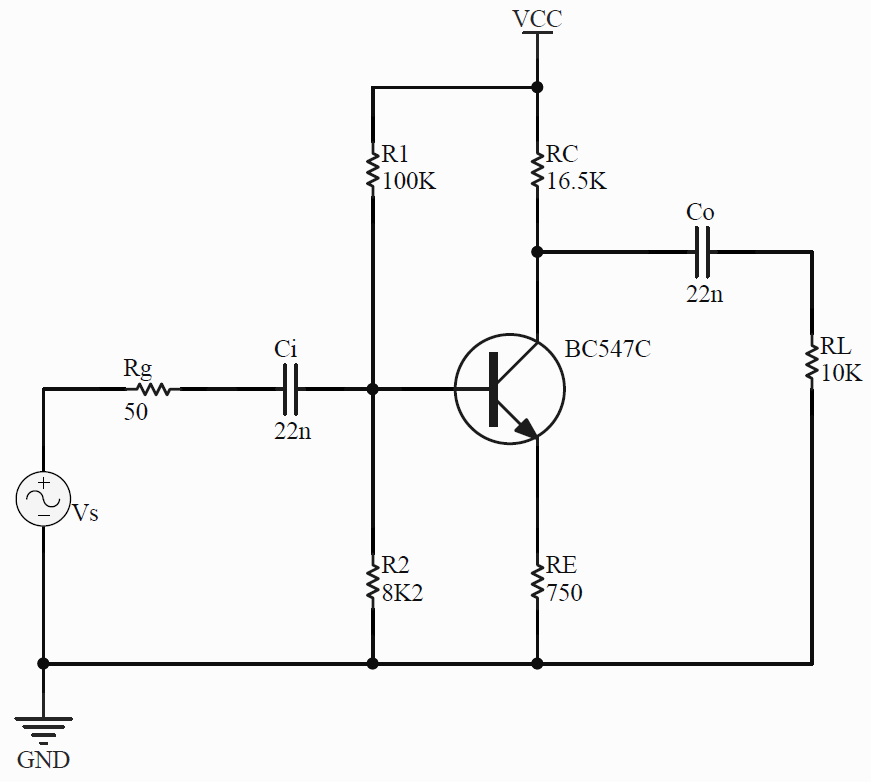 VCC
R1
100K
RC
16.5K
Co
22n
Ci
22n
BC547C
RL
10K
Rg
50
Vs
R2
8K2
RE
750
GND